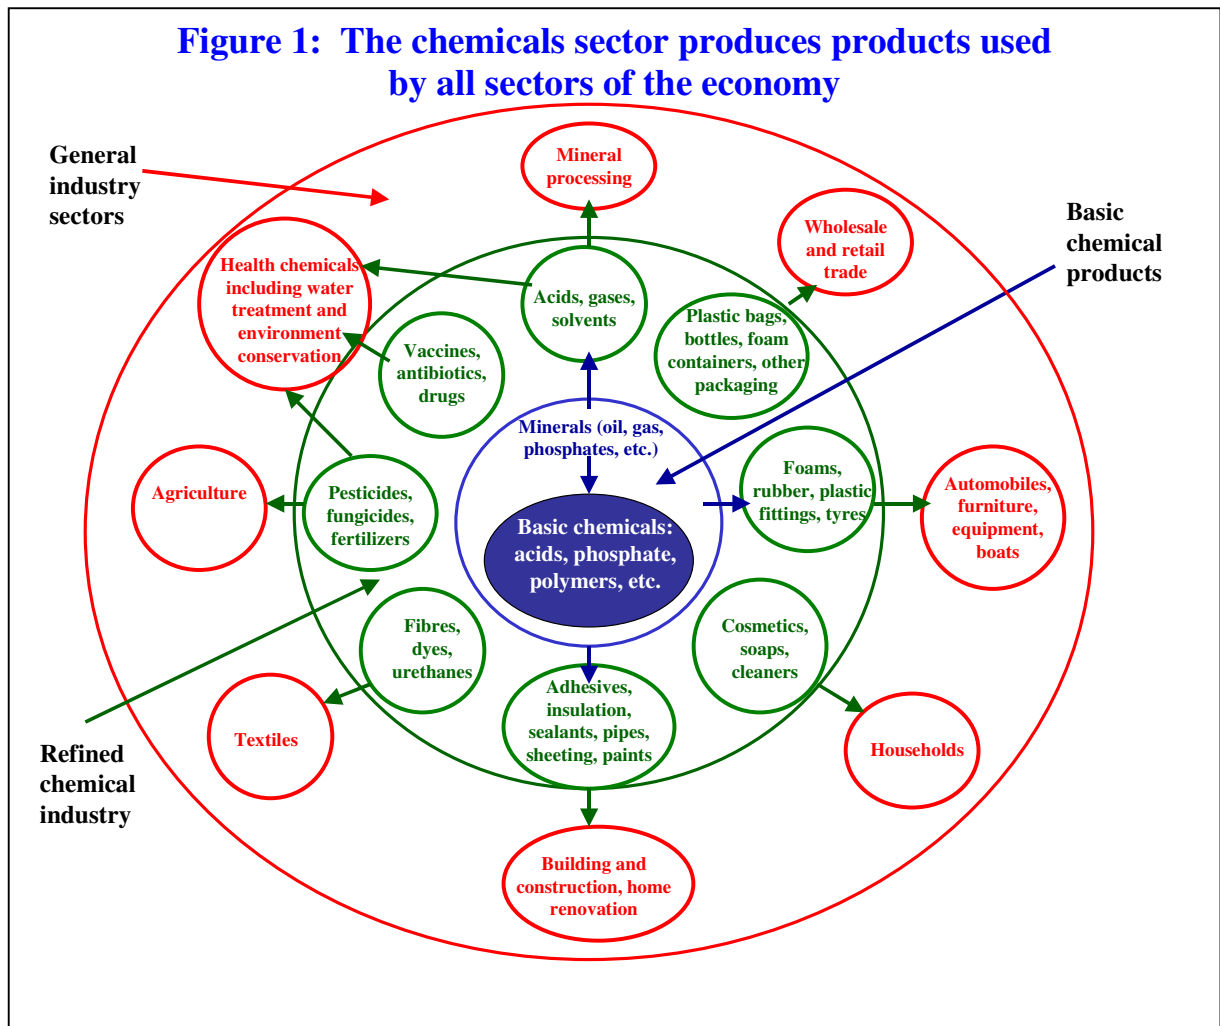 Figure 1:  The chemicals sector produces products used
by all sectors of the economy
General
industry
sectors
Mineral
processing
Wholesale
and retail
trade
Basic
chemical
products
Health chemicals
including water
treatment and
environment
conservation
Acids, gases,
solvents
Plastic bags,
bottles, foam
containers, other
packaging
Vaccines,
antibiotics,
drugs
Minerals (oil, gas,
phosphates, etc.)
Agriculture
Pesticides,
fungicides,
fertilizers
Foams,
rubber, plastic
fittings, tyres
Automobiles,
furniture,
equipment,
boats
Basic chemicals:
acids, phosphate,
polymers, etc.
Fibres,
dyes,
urethanes
Cosmetics,
soaps,
cleaners
Adhesives,
insulation,
sealants, pipes,
sheeting, paints
Textiles
Households
Refined
chemical
industry
Building and
construction, home
renovation